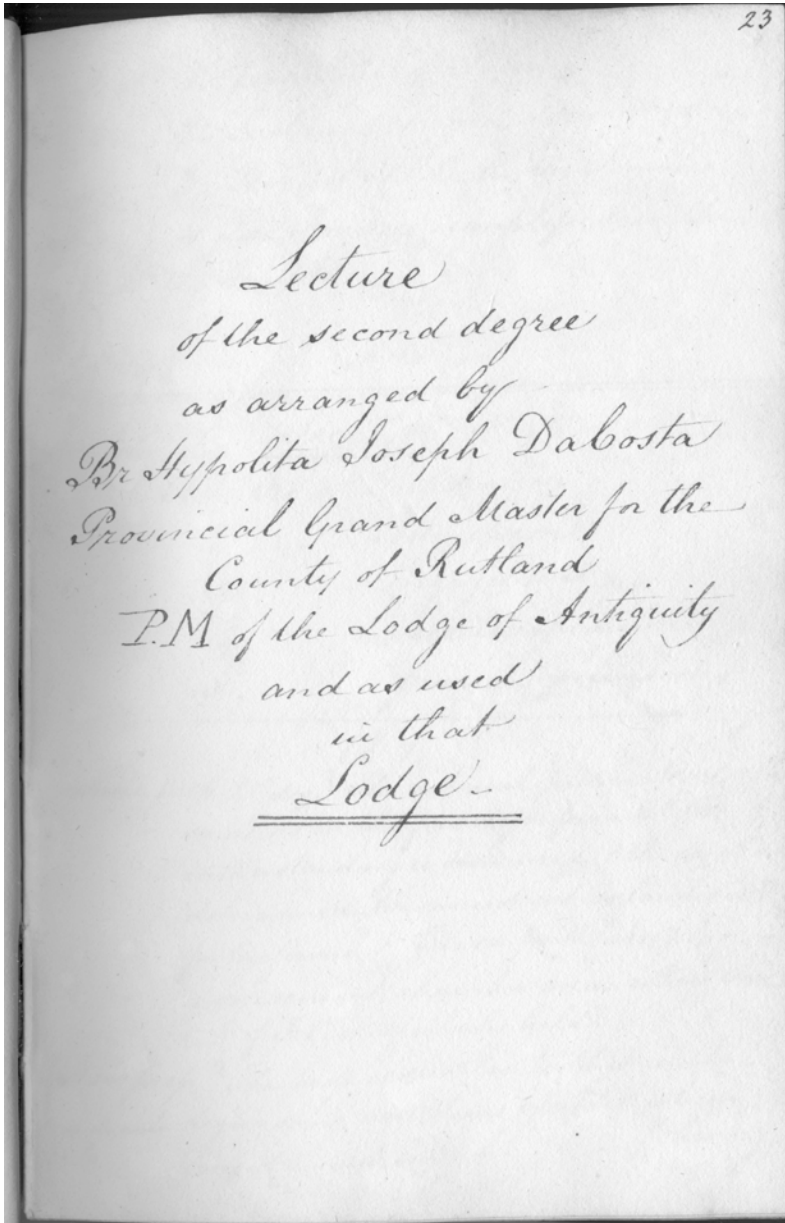 23
Lecture
of the second degree
as arranged by
Br Hypolita Joseph DaCosta
Provincial Grand Master for the
County of Rutland
P.M of the Lodge of Antiquity
and as used
in that
Lodge-